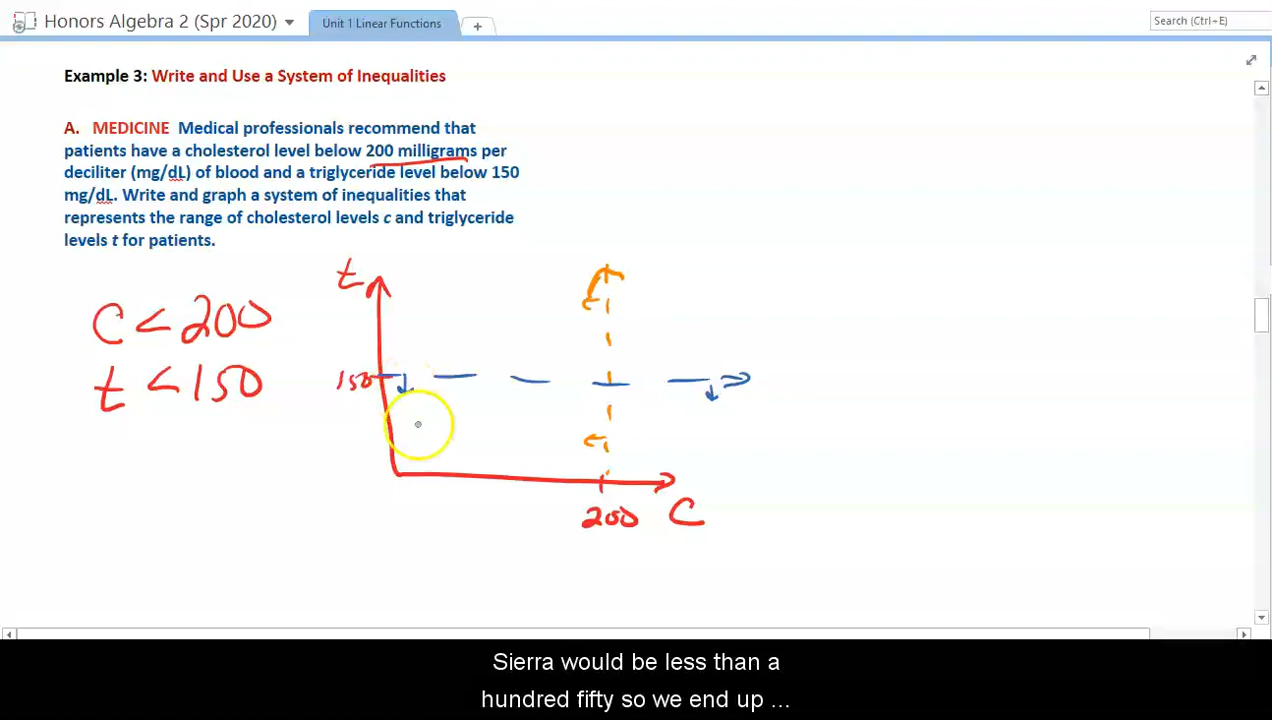 Honors Algebra 2 (Spr 2020)
Unit 1 Linear Functions
Search (Ctrl+E)
Example 3: Write and Use a System of Inequalities
A. MEDICINE Medical professionals recommend that
patients have a cholesterol level below 200 milligrams per
deciliter (mg/dL) of blood and a triglyceride level below 150
mg/dL. Write and graph a system of inequalities that
represents the range of cholesterol levels c and triglyceride
levels t for patients.
t
C < 200
t < 150
150
200 C
Sierra would be less than a
hundred fifty so we end up ...